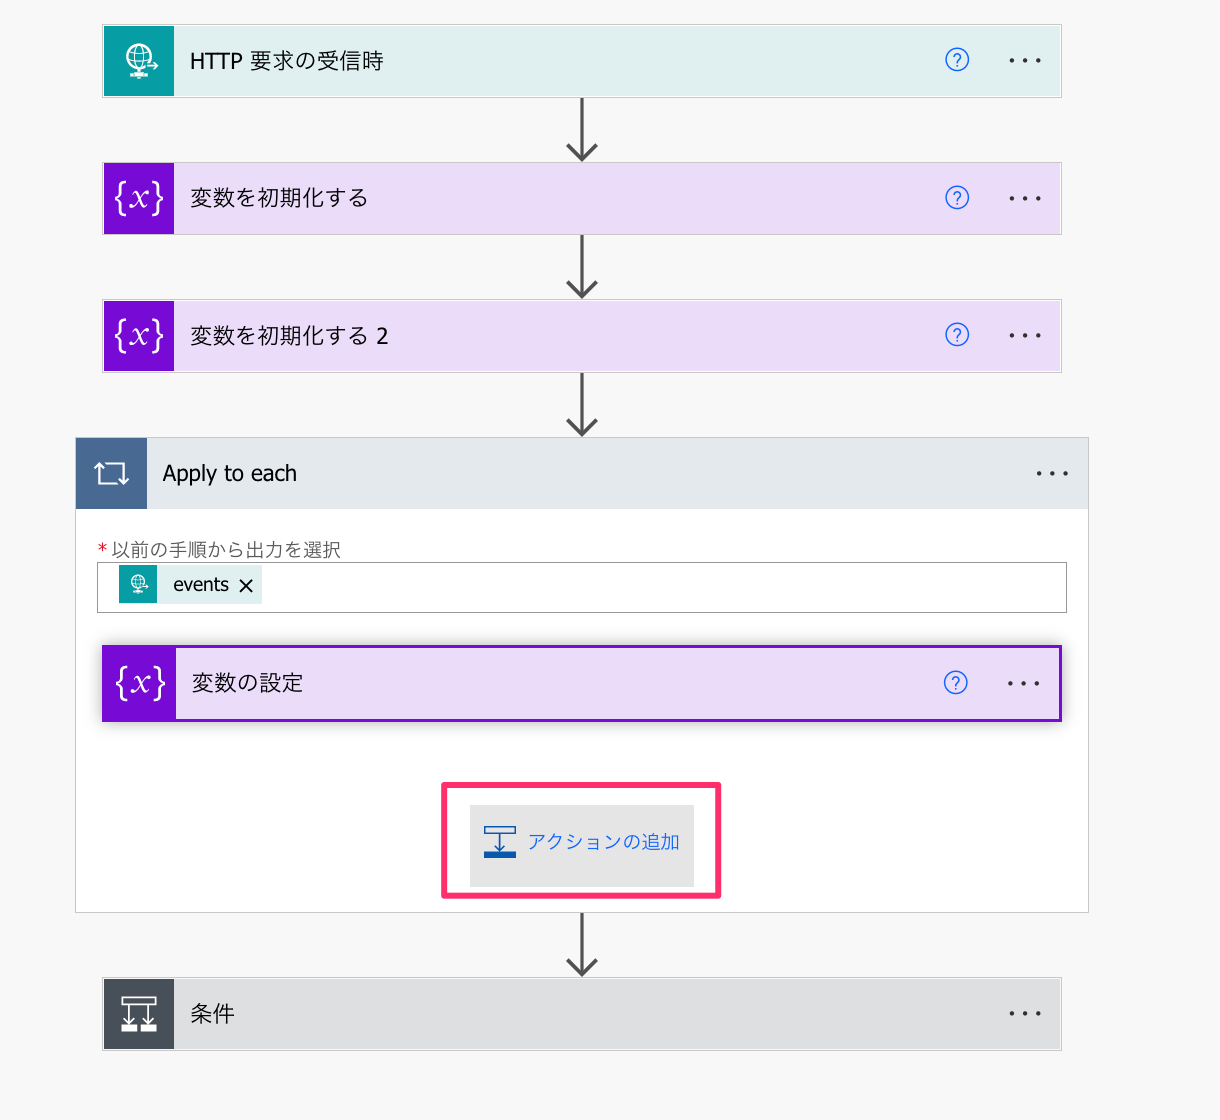 HTTP 要求の受信時
{x} 変数を初期化する
{x} 変数を初期化する 2
Apply to each
* 以前の手順から出力を選択
events
{x} 変数の設定
アクションの追加
条件